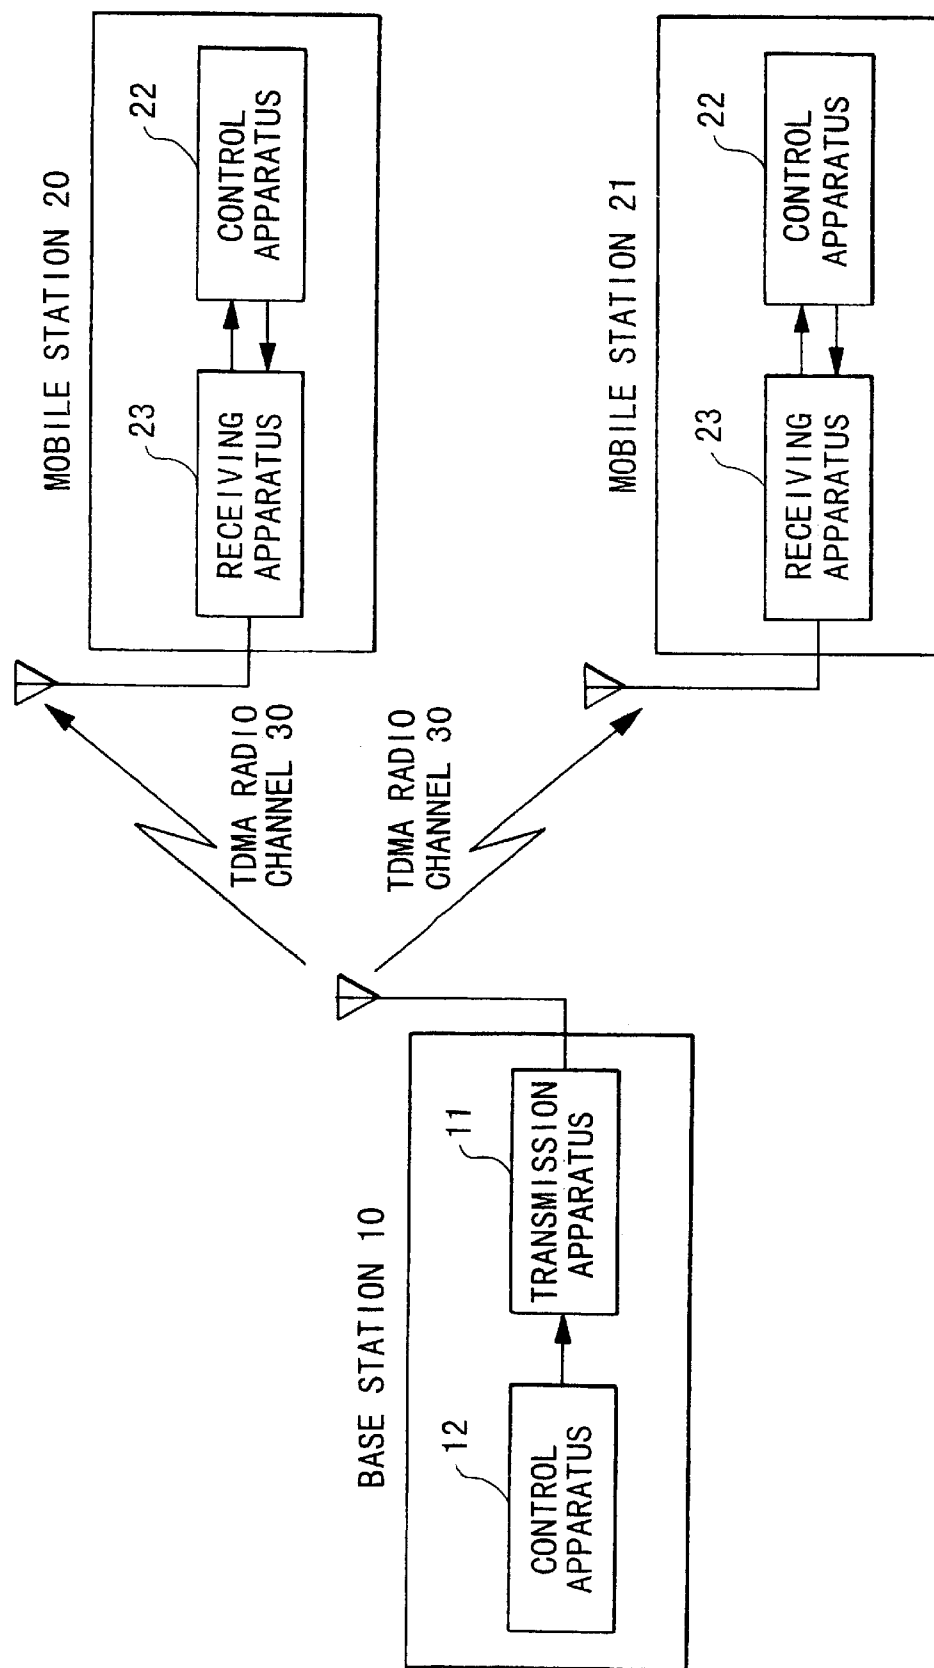 MOBILE STATION 20
23
22
RECEIVING
APPARATUS
CONTROL
APPARATUS
TDMA RADIO
CHANNEL 30
TDMA RADIO
CHANNEL 30
BASE STATION 10
12
11
CONTROL
APPARATUS
TRANSMISSION
APPARATUS
MOBILE STATION 21
23
22
RECEIVING
APPARATUS
CONTROL
APPARATUS